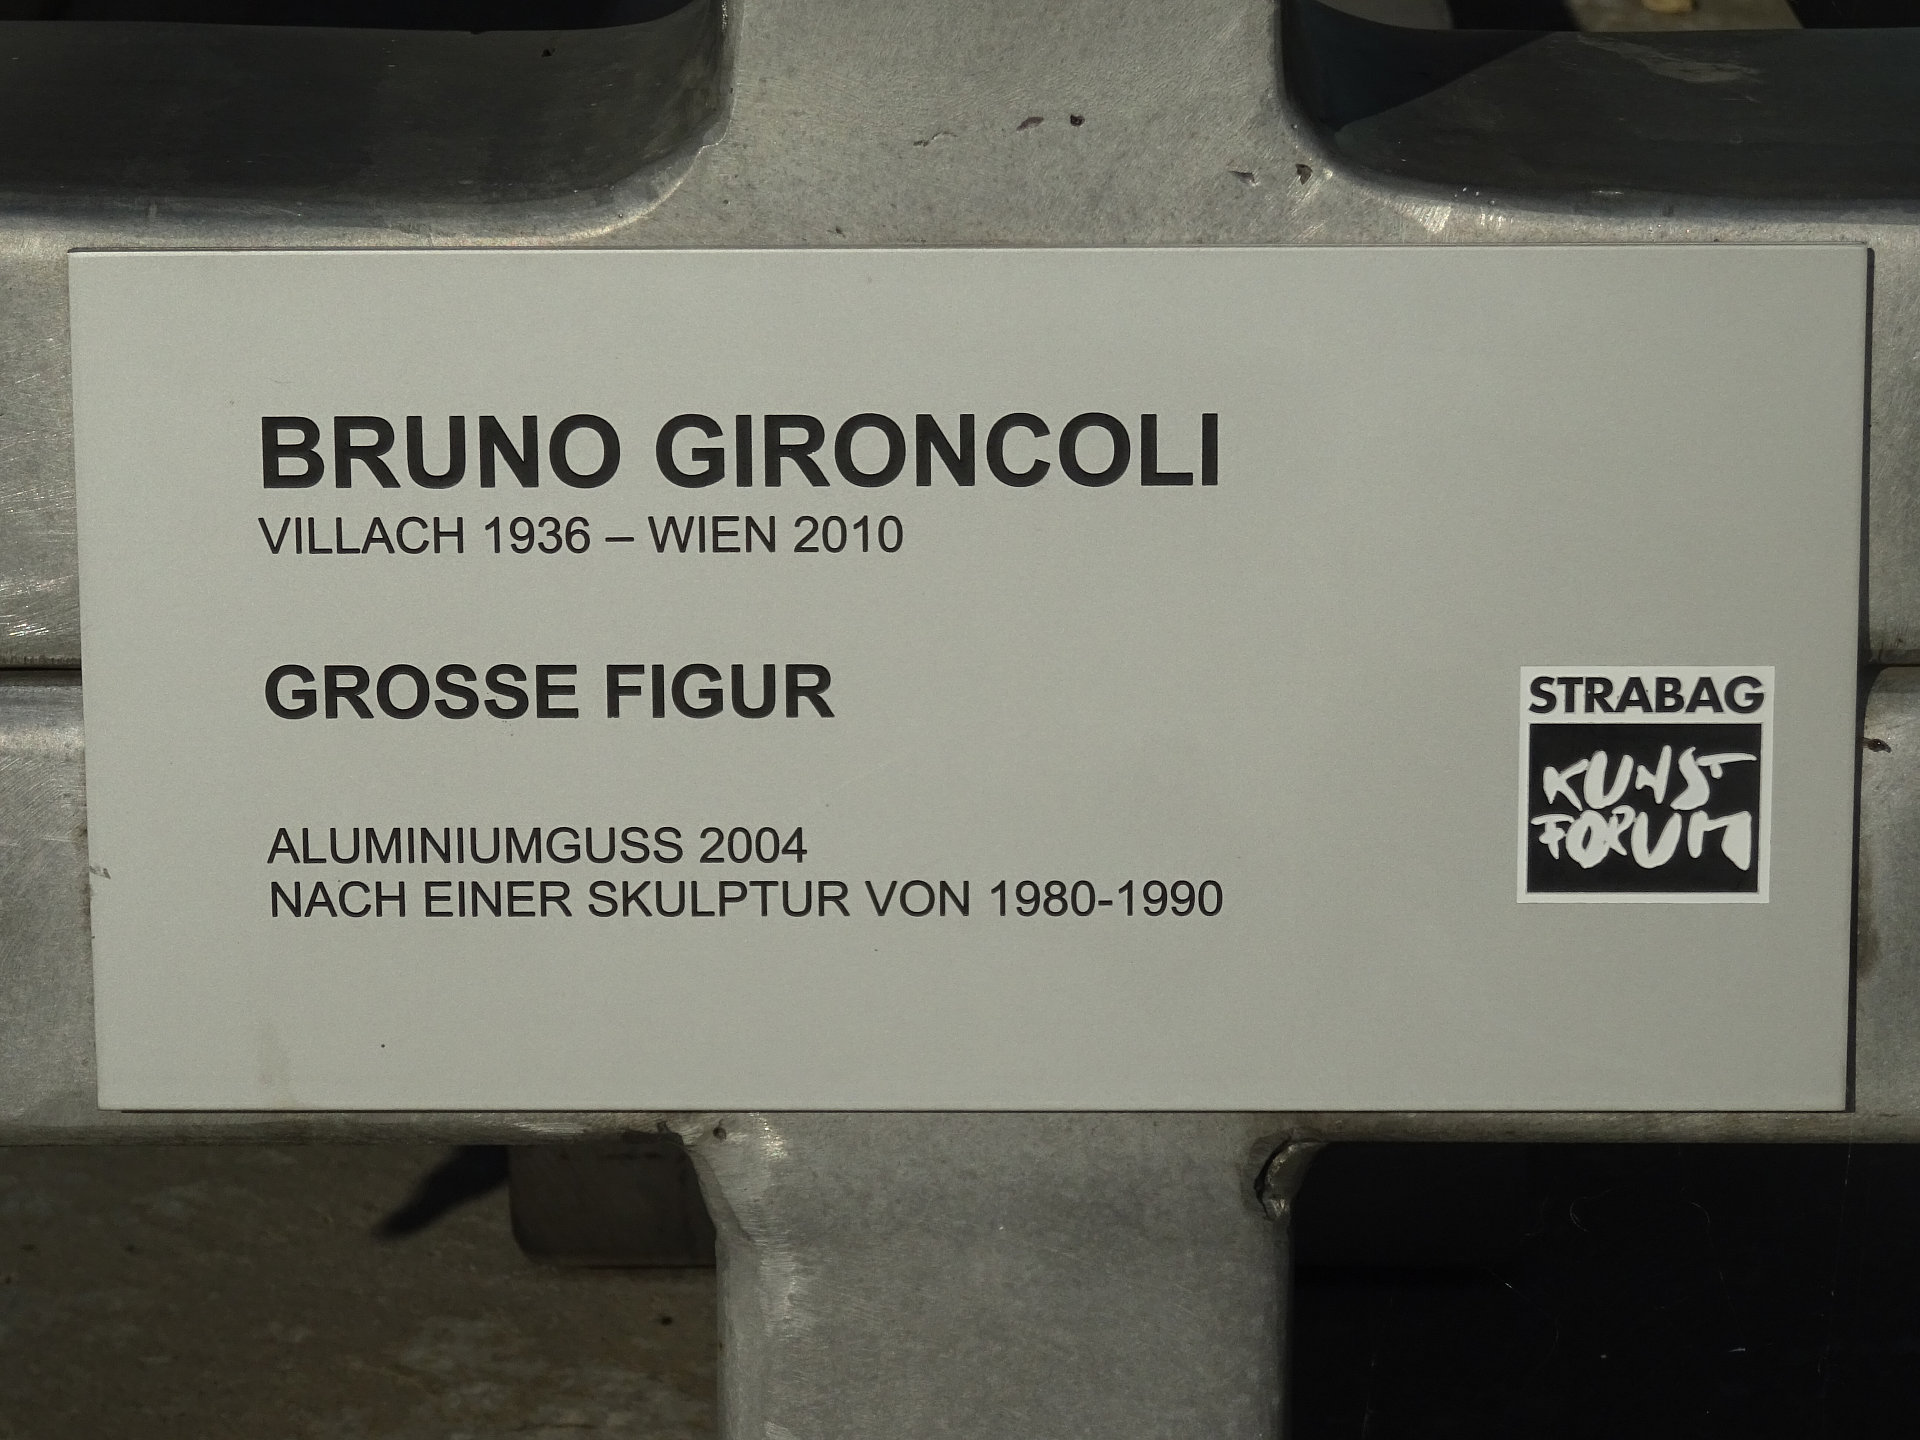 BRUNO GIRONCOLI
VILLACH 1936 – WIEN 2010
GROSSE FIGUR
ALUMINIUMGUSS 2004
NACH EINER SKULPTUR VON 1980-1990
STRABAG
KUNST
FORUM